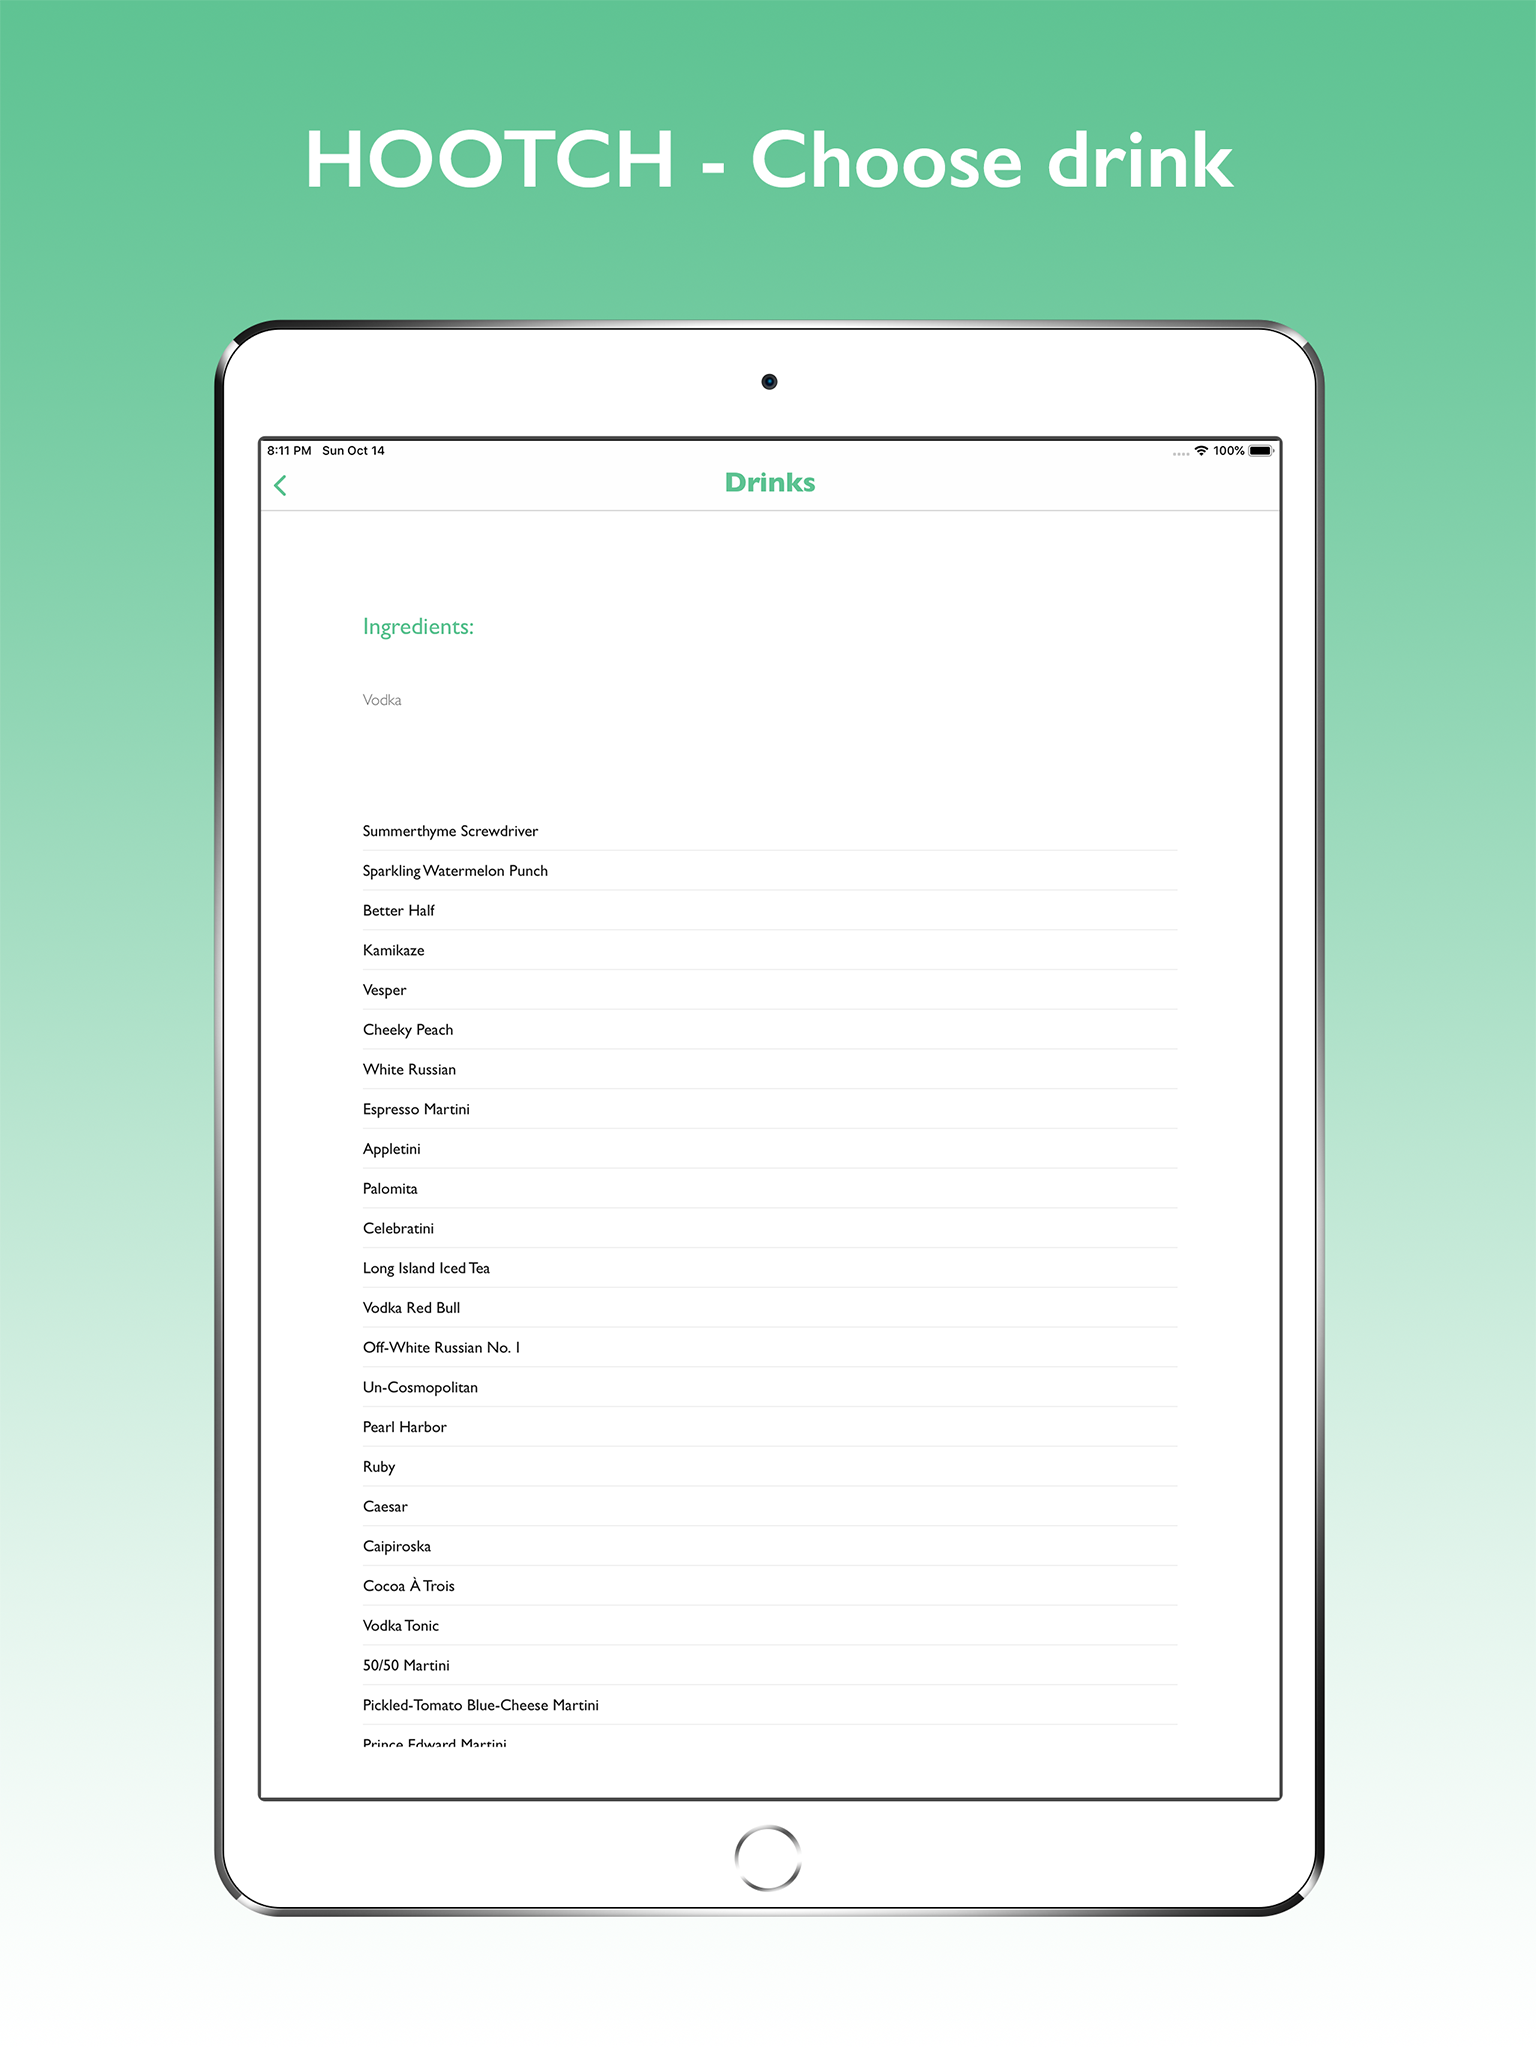 HOOTCH - Choose drink
8:11 PM Sun Oct 14
100%
Drinks
Ingredients:
Vodka
Summerthyme Screwdriver
Sparkling Watermelon Punch
Better Half
Kamikaze
Vesper
Cheeky Peach
White Russian
Espresso Martini
Appletini
Palomita
Celebratini
Long Island Iced Tea
Vodka Red Bull
Off-White Russian No. 1
Un-Cosmopolitan
Pearl Harbor
Ruby
Caesar
Caipiroska
Cocoa À Trois
Vodka Tonic
50/50 Martini
Pickled-Tomato Blue-Cheese Martini
Prince Edward Martini